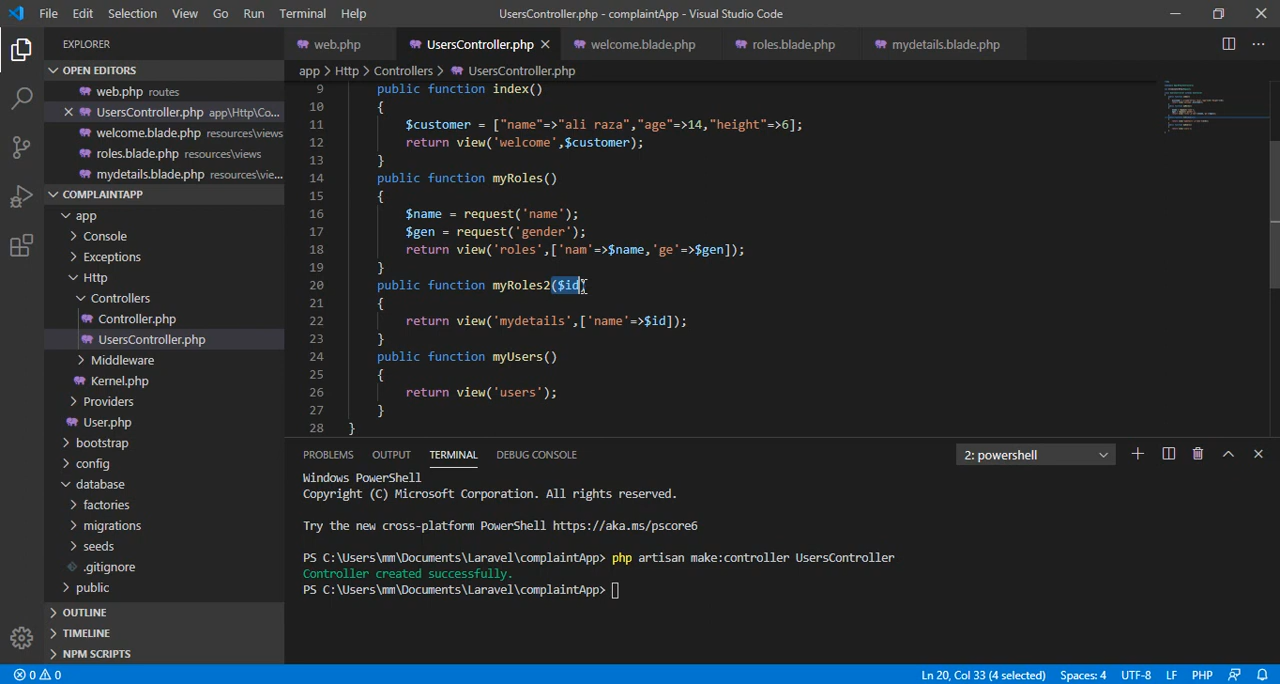 File Edit Selection View Go Run Terminal Help UsersController.php - complaintApp - Visual Studio Code
EXPLORER
web.php UsersController.php welcome.blade.php roles.blade.php mydetails.blade.php
OPEN EDITORS
web.php routes
UsersController.php app\Http\Co...
welcome.blade.php resources\views
roles.blade.php resources\views
mydetails.blade.php resources\vie...
COMPLAINTAPP
app
Console
Exceptions
Http
Controllers
Controller.php
UsersController.php
Middleware
Kernel.php
Providers
User.php
bootstrap
config
database
factories
migrations
seeds
.gitignore
public
OUTLINE
TIMELINE
NPM SCRIPTS
app > Http > Controllers > UsersController.php
9 public function index()
10 {
11 $customer = ["name"=>"ali raza","age"=>14,"height"=>6];
12 return view('welcome',$customer);
13 }
14 public function myRoles()
15 {
16 $name = request('name');
17 $gen = request('gender');
18 return view('roles',['nam'=>$name,'ge'=>$gen]);
19 }
20 public function myRoles2($id
21 {
22 return view('mydetails',['name'=>$id]);
23 }
24 public function myUsers()
25 {
26 return view('users');
27 }
28 }
PROBLEMS OUTPUT TERMINAL DEBUG CONSOLE 2: powershell
Windows PowerShell
Copyright (C) Microsoft Corporation. All rights reserved.
Try the new cross-platform PowerShell https://aka.ms/pscore6
PS C:\Users\mm\Documents\Laravel\complaintApp> php artisan make:controller UsersController
Controller created successfully.
PS C:\Users\mm\Documents\Laravel\complaintApp>
0 0 Ln 20, Col 33 (4 selected) Spaces: 4 UTF-8 LF PHP